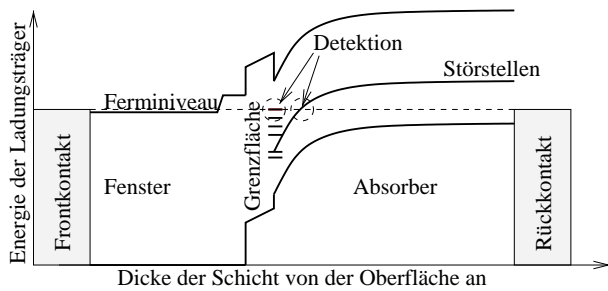 Energie der Ladungsträger
Detektion
Störstellen
Ferminiveau
Grenzfläche
Frontkontakt
Fenster
Absorber
Rückkontakt
Dicke der Schicht von der Oberfläche an